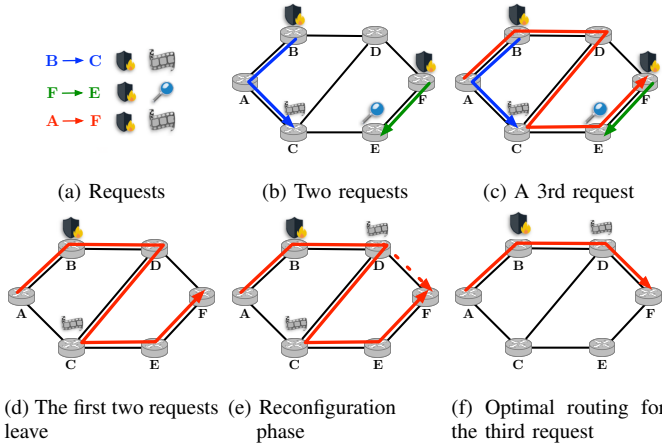 B → C
F → E
A → F
(a) Requests
A
B
C
D
E
F
(b) Two requests
A
B
C
D
E
F
(c) A 3rd request
A
B
C
D
E
F
(d) The first two requests
leave
A
B
C
D
E
F
(e) Reconfiguration
phase
A
B
C
D
E
F
(f) Optimal routing for
the third request